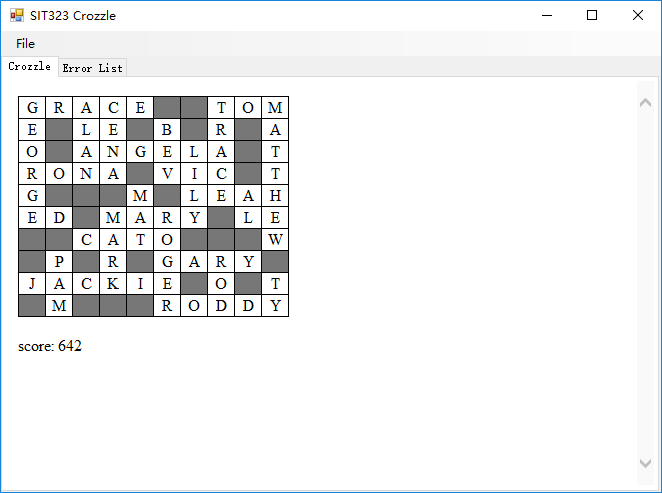 SIT323 Crozzle
File
Crozzle Error List
G R A C E T O M
E L E B R A
O A N G E L A T
R O N A V I C T
G M L E A H
E D M A R Y L E
C A T O W
P R G A R Y
J A C K I E O T
M R O D D Y
score: 642